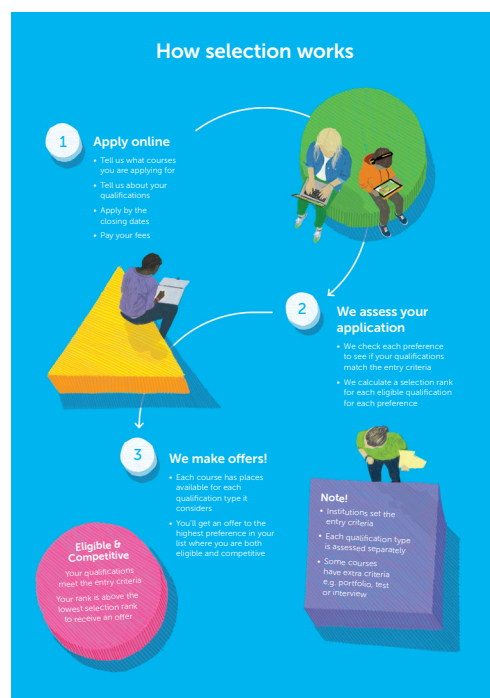 How selection works
1
Apply online
• Tell us what courses
you are applying for
• Tell us about your
qualifications
• Apply by the
closing dates
• Pay your fees
2
We assess your
application
• We check each preference
to see if your qualifications
match the entry criteria
• We calculate a selection rank
for each eligible qualification
for each preference
3
We make offers!
• Each course has places
available for each
qualification type it
considers
• You'll get an offer to the
highest preference in your
list where you are both
eligible and competitive
Eligible &
Competitive
Your qualifications
meet the entry criteria
Your rank is above the
lowest selection rank
to receive an offer
Note!
• Institutions set the
entry criteria
• Each qualification type
is assessed separately
• Some courses
have extra criteria
e.g. portfolio, test
or interview